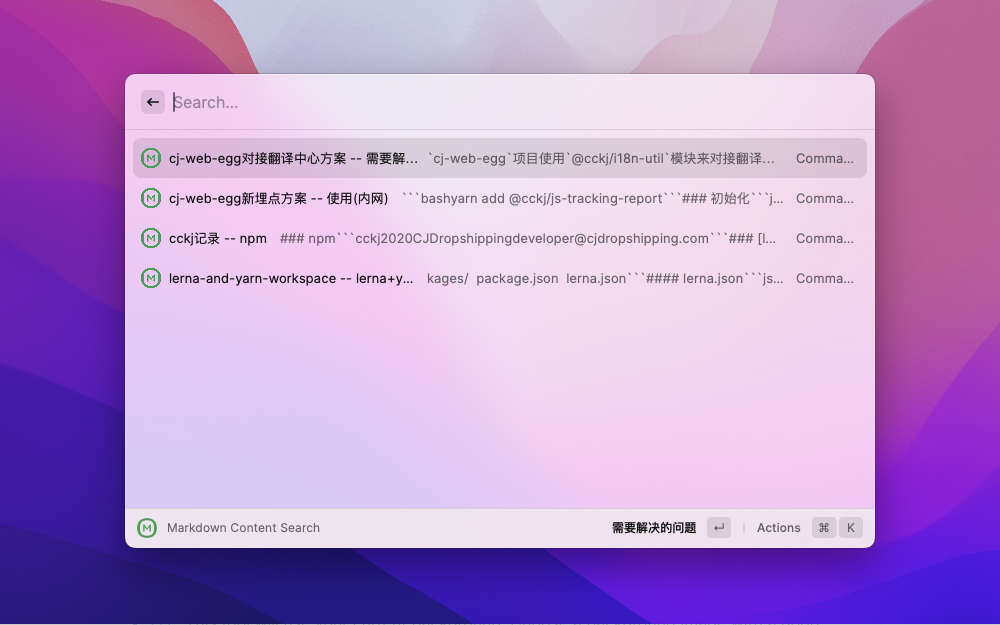 Search...
cj-web-egg对接翻译中心方案 -- 需要解... `cj-web-egg`项目使用`@cckj/i18n-util`模块来对接翻译... Comma...
cj-web-egg新埋点方案 -- 使用(内网) ```bashyarn add @cckj/js-tracking-report```### 初始化```j... Comma...
cckj记录 -- npm ### npm```cckj2020CJDropshippingdeveloper@cjdropshipping.com```### [l... Comma...
lerna-and-yarn-workspace -- lerna+y... kages/ package.json lerna.json```#### lerna.json```js... Comma...
Markdown Content Search 需要解决的问题 ↵ Actions ⌘ K